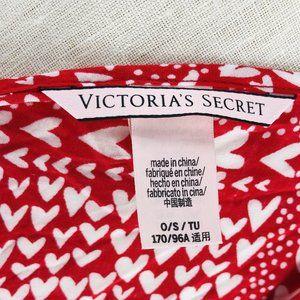 VICTORIA'S SECRET
made in china/
fabriqué en chine/
hecho en china/
fabbricato in cina/
中国制造
O/S / TU
170/96A 适用